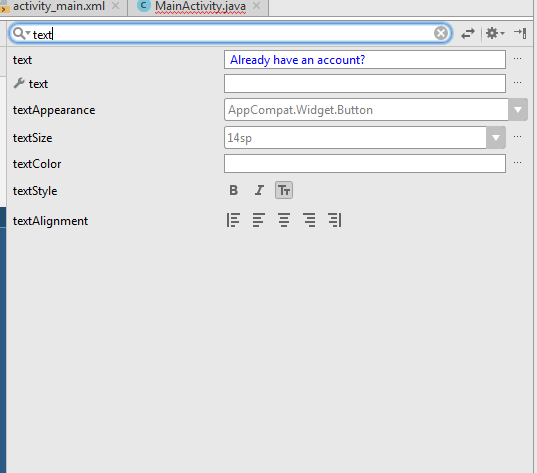 activity_main.xml
C MainActivity.java
text
text Already have an account?
text
textAppearance AppCompat.Widget.Button
textSize 14sp
textColor
textStyle B I TT
textAlignment